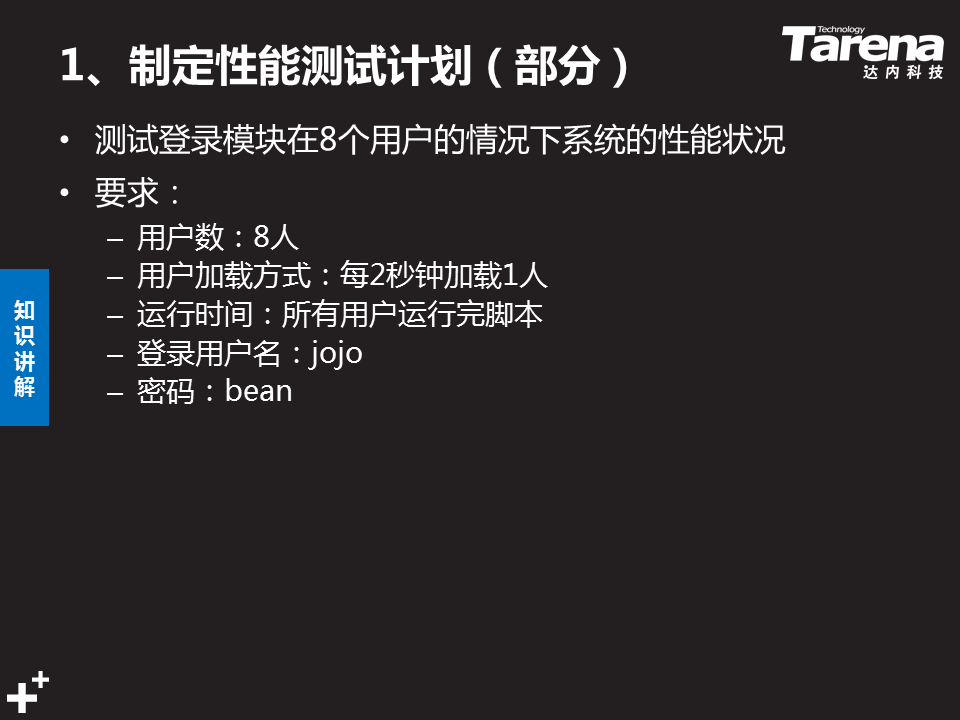 1、制定性能测试计划（部分）
Technology
Tarena
达内科技
• 测试登录模块在8个用户的情况下系统的性能状况
• 要求：
– 用户数：8人
– 用户加载方式：每2秒钟加载1人
– 运行时间：所有用户运行完脚本
– 登录用户名：jojo
– 密码：bean
知识讲解